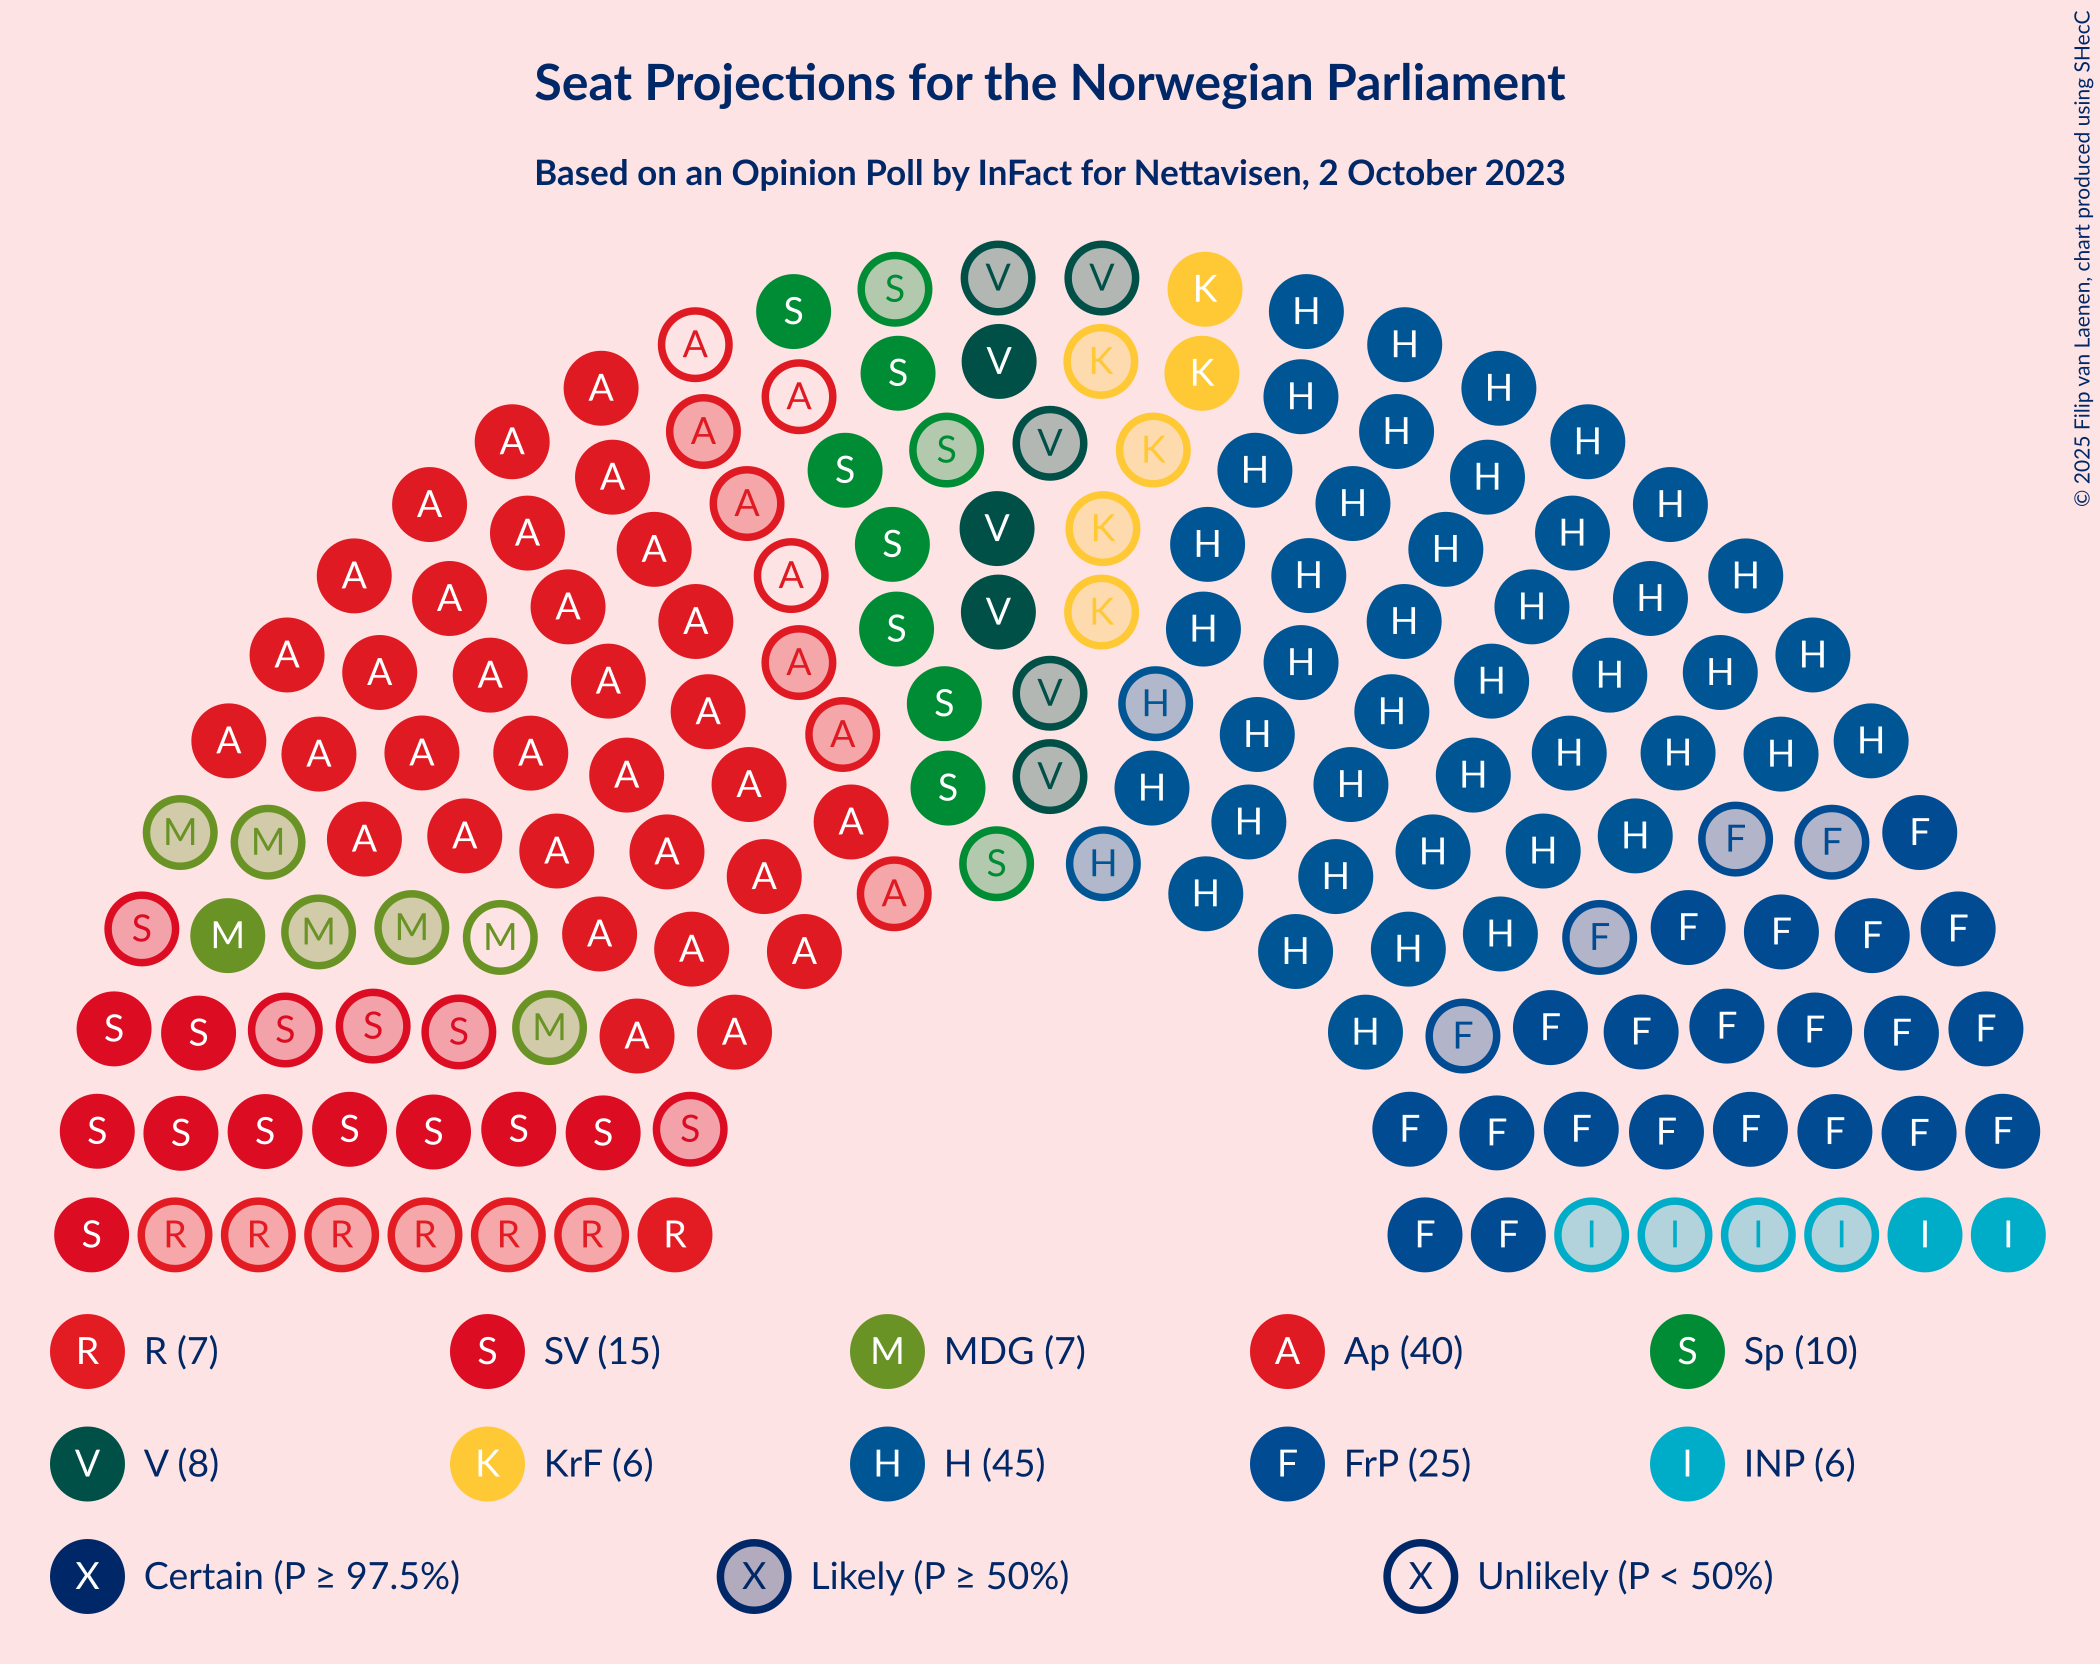 Seat Projections for the Norwegian Parliament
Based on an Opinion Poll by InFact for Nettavisen, 2 October 2023
© 2025 Filip van Laenen, chart produced using SHecC
S S V V K H H
A A S V K K H H H
A A A S S V K H H H H
A A A A S V K H H H H H
A A A A A S V K H H H H H H
A A A A A A S V H H H H H H H
A A A A A A A A S V H H H H H H H H H
M M A A A A A A S H H H H H H H F F F
S M M M M A A A H H H F F F F F
S S S S S M A A H F F F F F F F
S S S S S S S S F F F F F F F F
S R R R R R R R F F I I I I I I
R R (7) S SV (15) M MDG (7) A Ap (40) S Sp (10)
V V (8) K KrF (6) H H (45) F FrP (25) I INP (6)
X Certain (P ≥ 97.5%) X Likely (P ≥ 50%) X Unlikely (P < 50%)